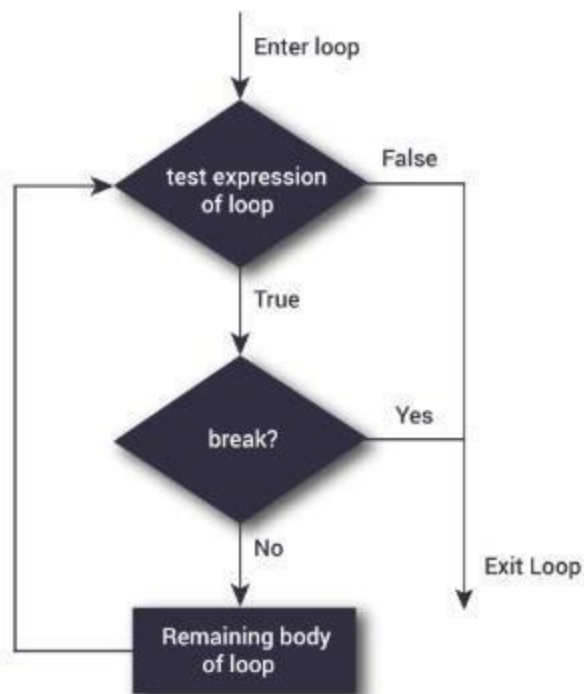 Enter loop
test expression
of loop
False
True
break?
Yes
No
Exit Loop
Remaining body
of loop